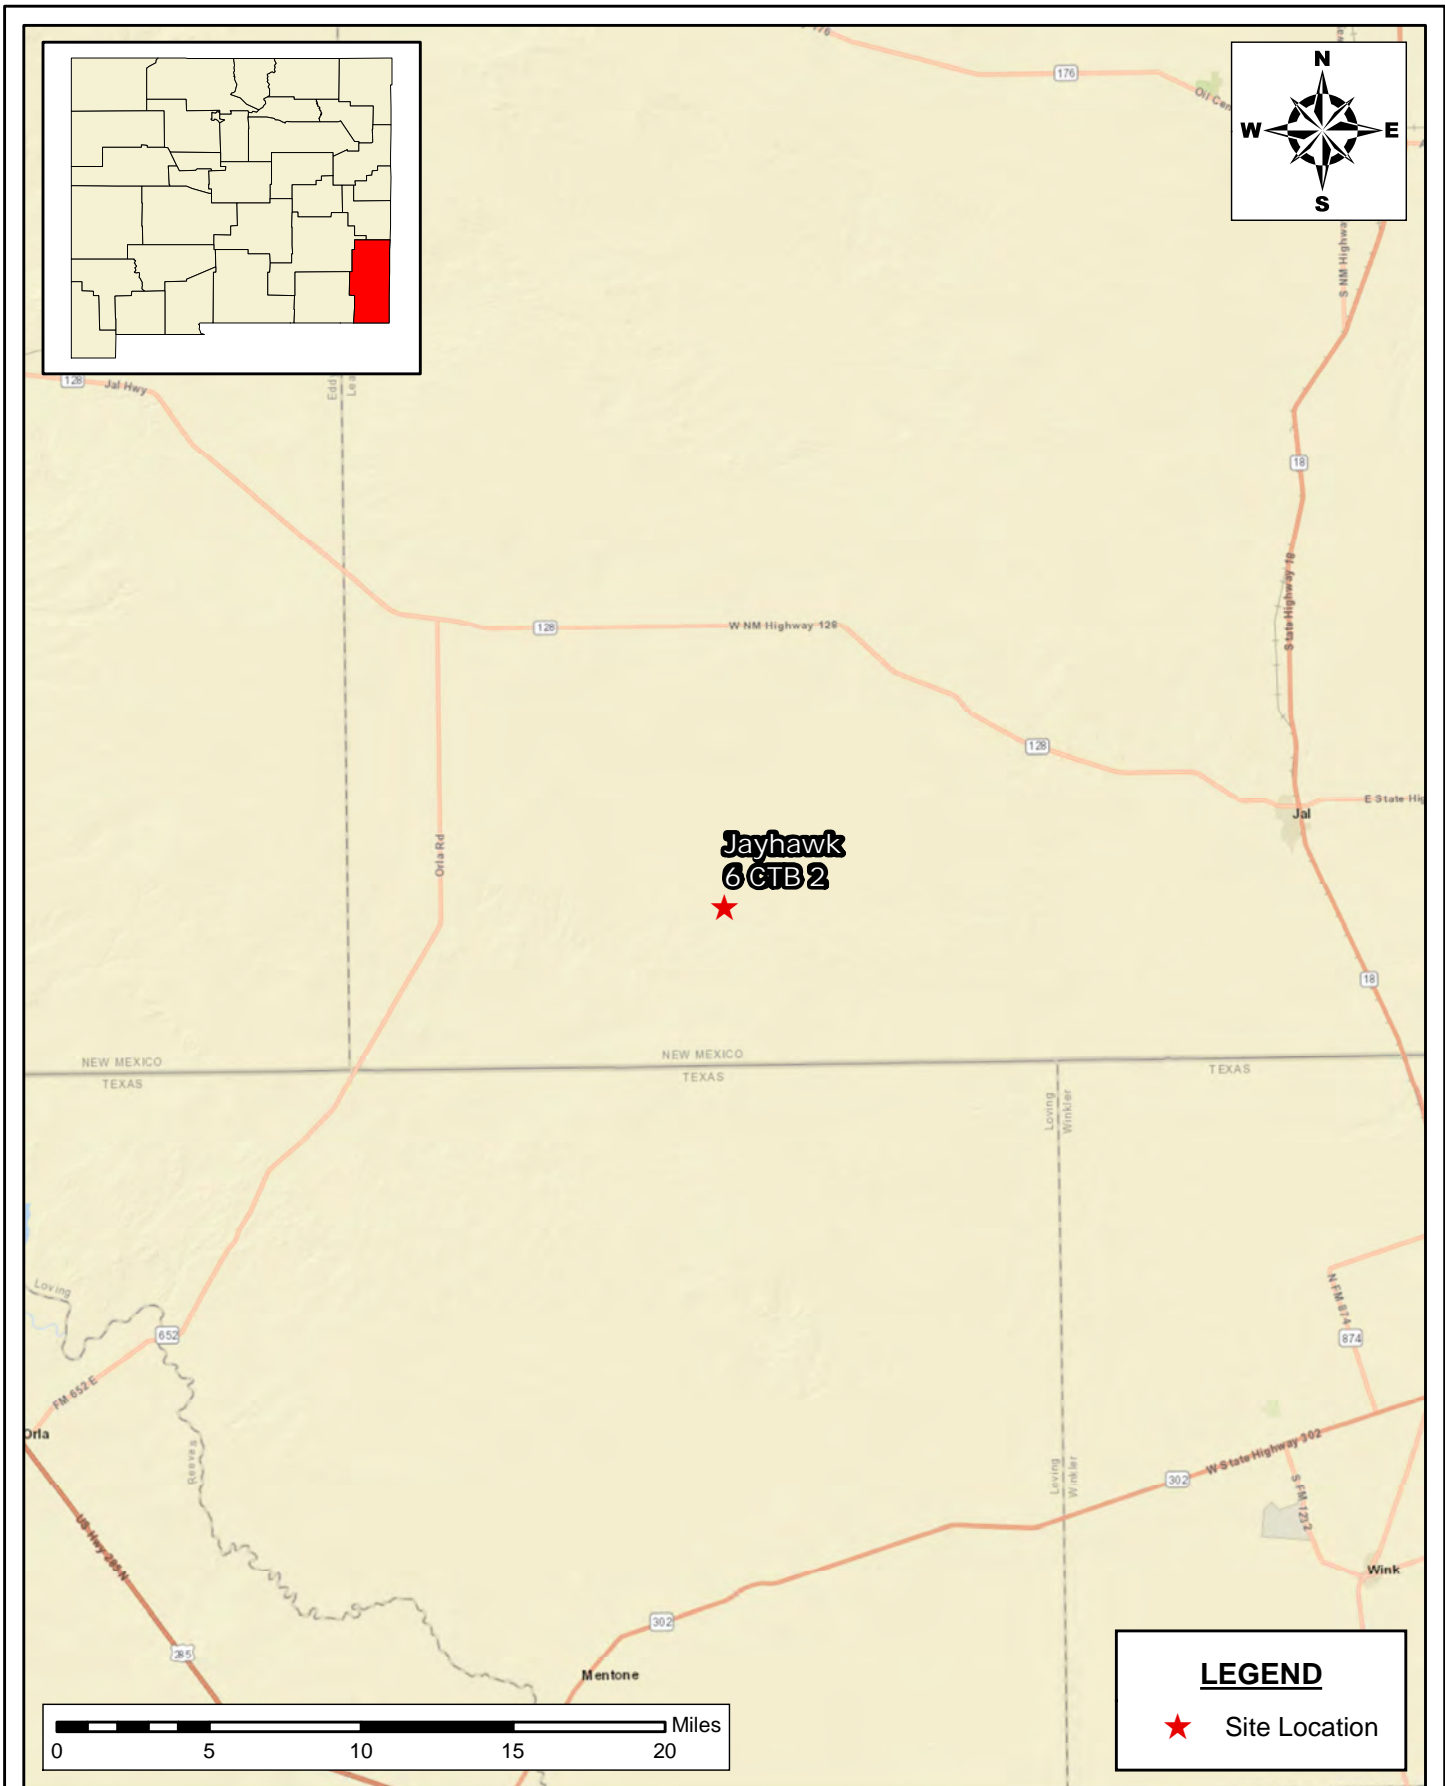 176
176
Oil Cen
N
W
E
S
S NM Highwa
128
Jal Hwy
Eddy
Lea
18
State Highway 18
128
W NM Highway 128
128
E State Hig
Jal
Orla Rd
Jayhawk
6 CTB 2
18
NEW MEXICO
NEW MEXICO
TEXAS
TEXAS
TEXAS
Loving
Winkler
Loving
N FM 874
652
874
FM 652 E
Orla
Reeves
W State Highway 302
Loving
Winkler
302
S FM 1232
US Hwy 285 N
Wink
302
285
Mentone
LEGEND
Site Location
Miles
0
5
10
15
20